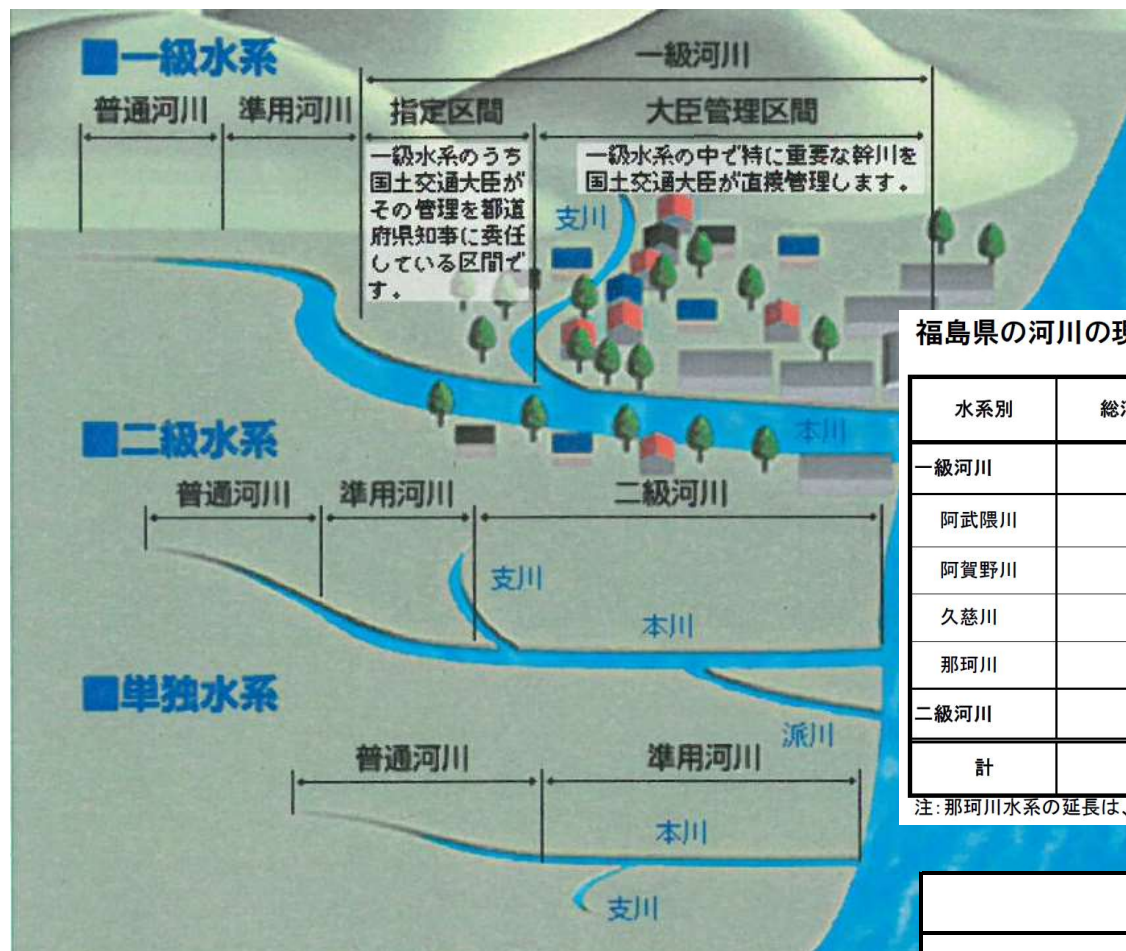 ■一級水系
一級河川
普通河川 準用河川 指定区間 大臣管理区間
一級水系のうち
国土交通大臣が
その管理を都道
府県知事に委任
している区間で
す。
一級水系の中で特に重要な幹川を
国土交通大臣が直接管理します。
支川
本川
■二級水系
普通河川 準用河川 二級河川
支川
本川
派川
■単独水系
普通河川 準用河川
本川
支川
福島県の河川の現
水系別 総
一級河川
阿武隈川
阿賀野川
久慈川
那珂川
二級河川
計
注:那珂川水系の延長は、